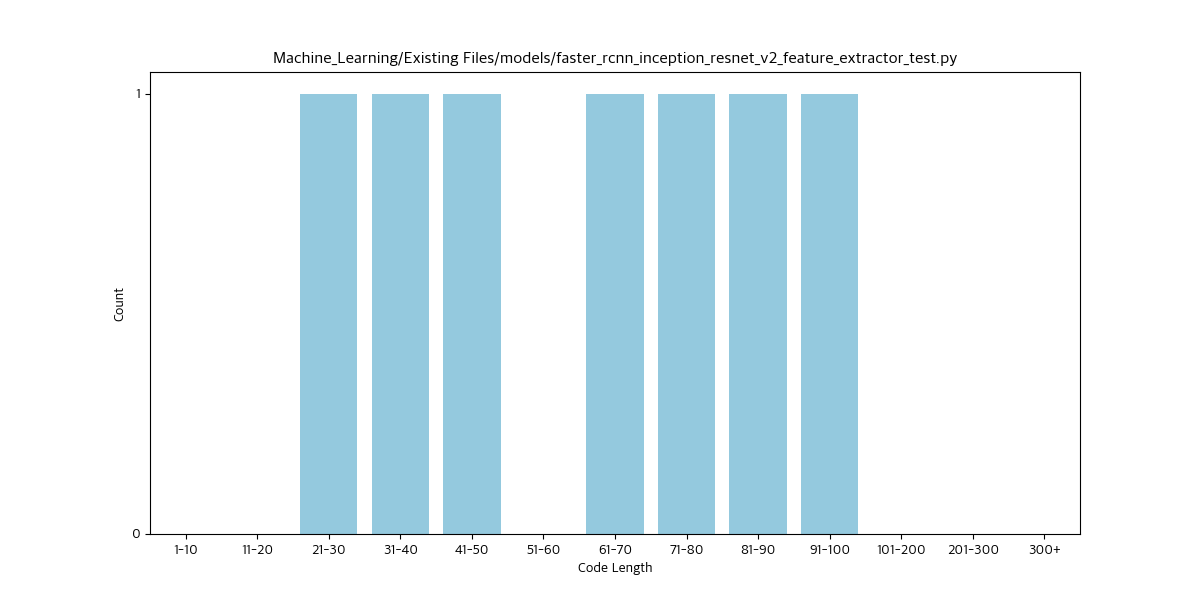 Machine_Learning/Existing Files/models/faster_rcnn_inception_resnet_v2_feature_extractor_test.py
1
Count
0
1-10 11-20 21-30 31-40 41-50 51-60 61-70 71-80 81-90 91-100 101-200 201-300 300+
Code Length